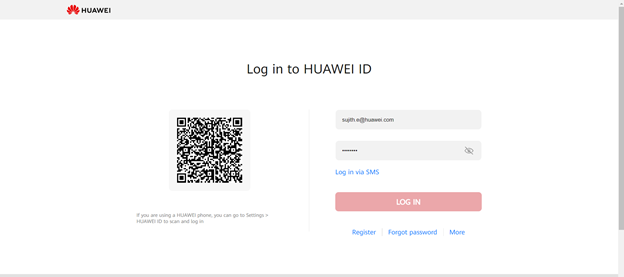 HUAWEI
Log in to HUAWEI ID
sujith.e@huawei.com
Log in via SMS
LOG IN
If you are using a HUAWEI phone, you can go to Settings >
HUAWEI ID to scan and log in
Register
Forgot password
More